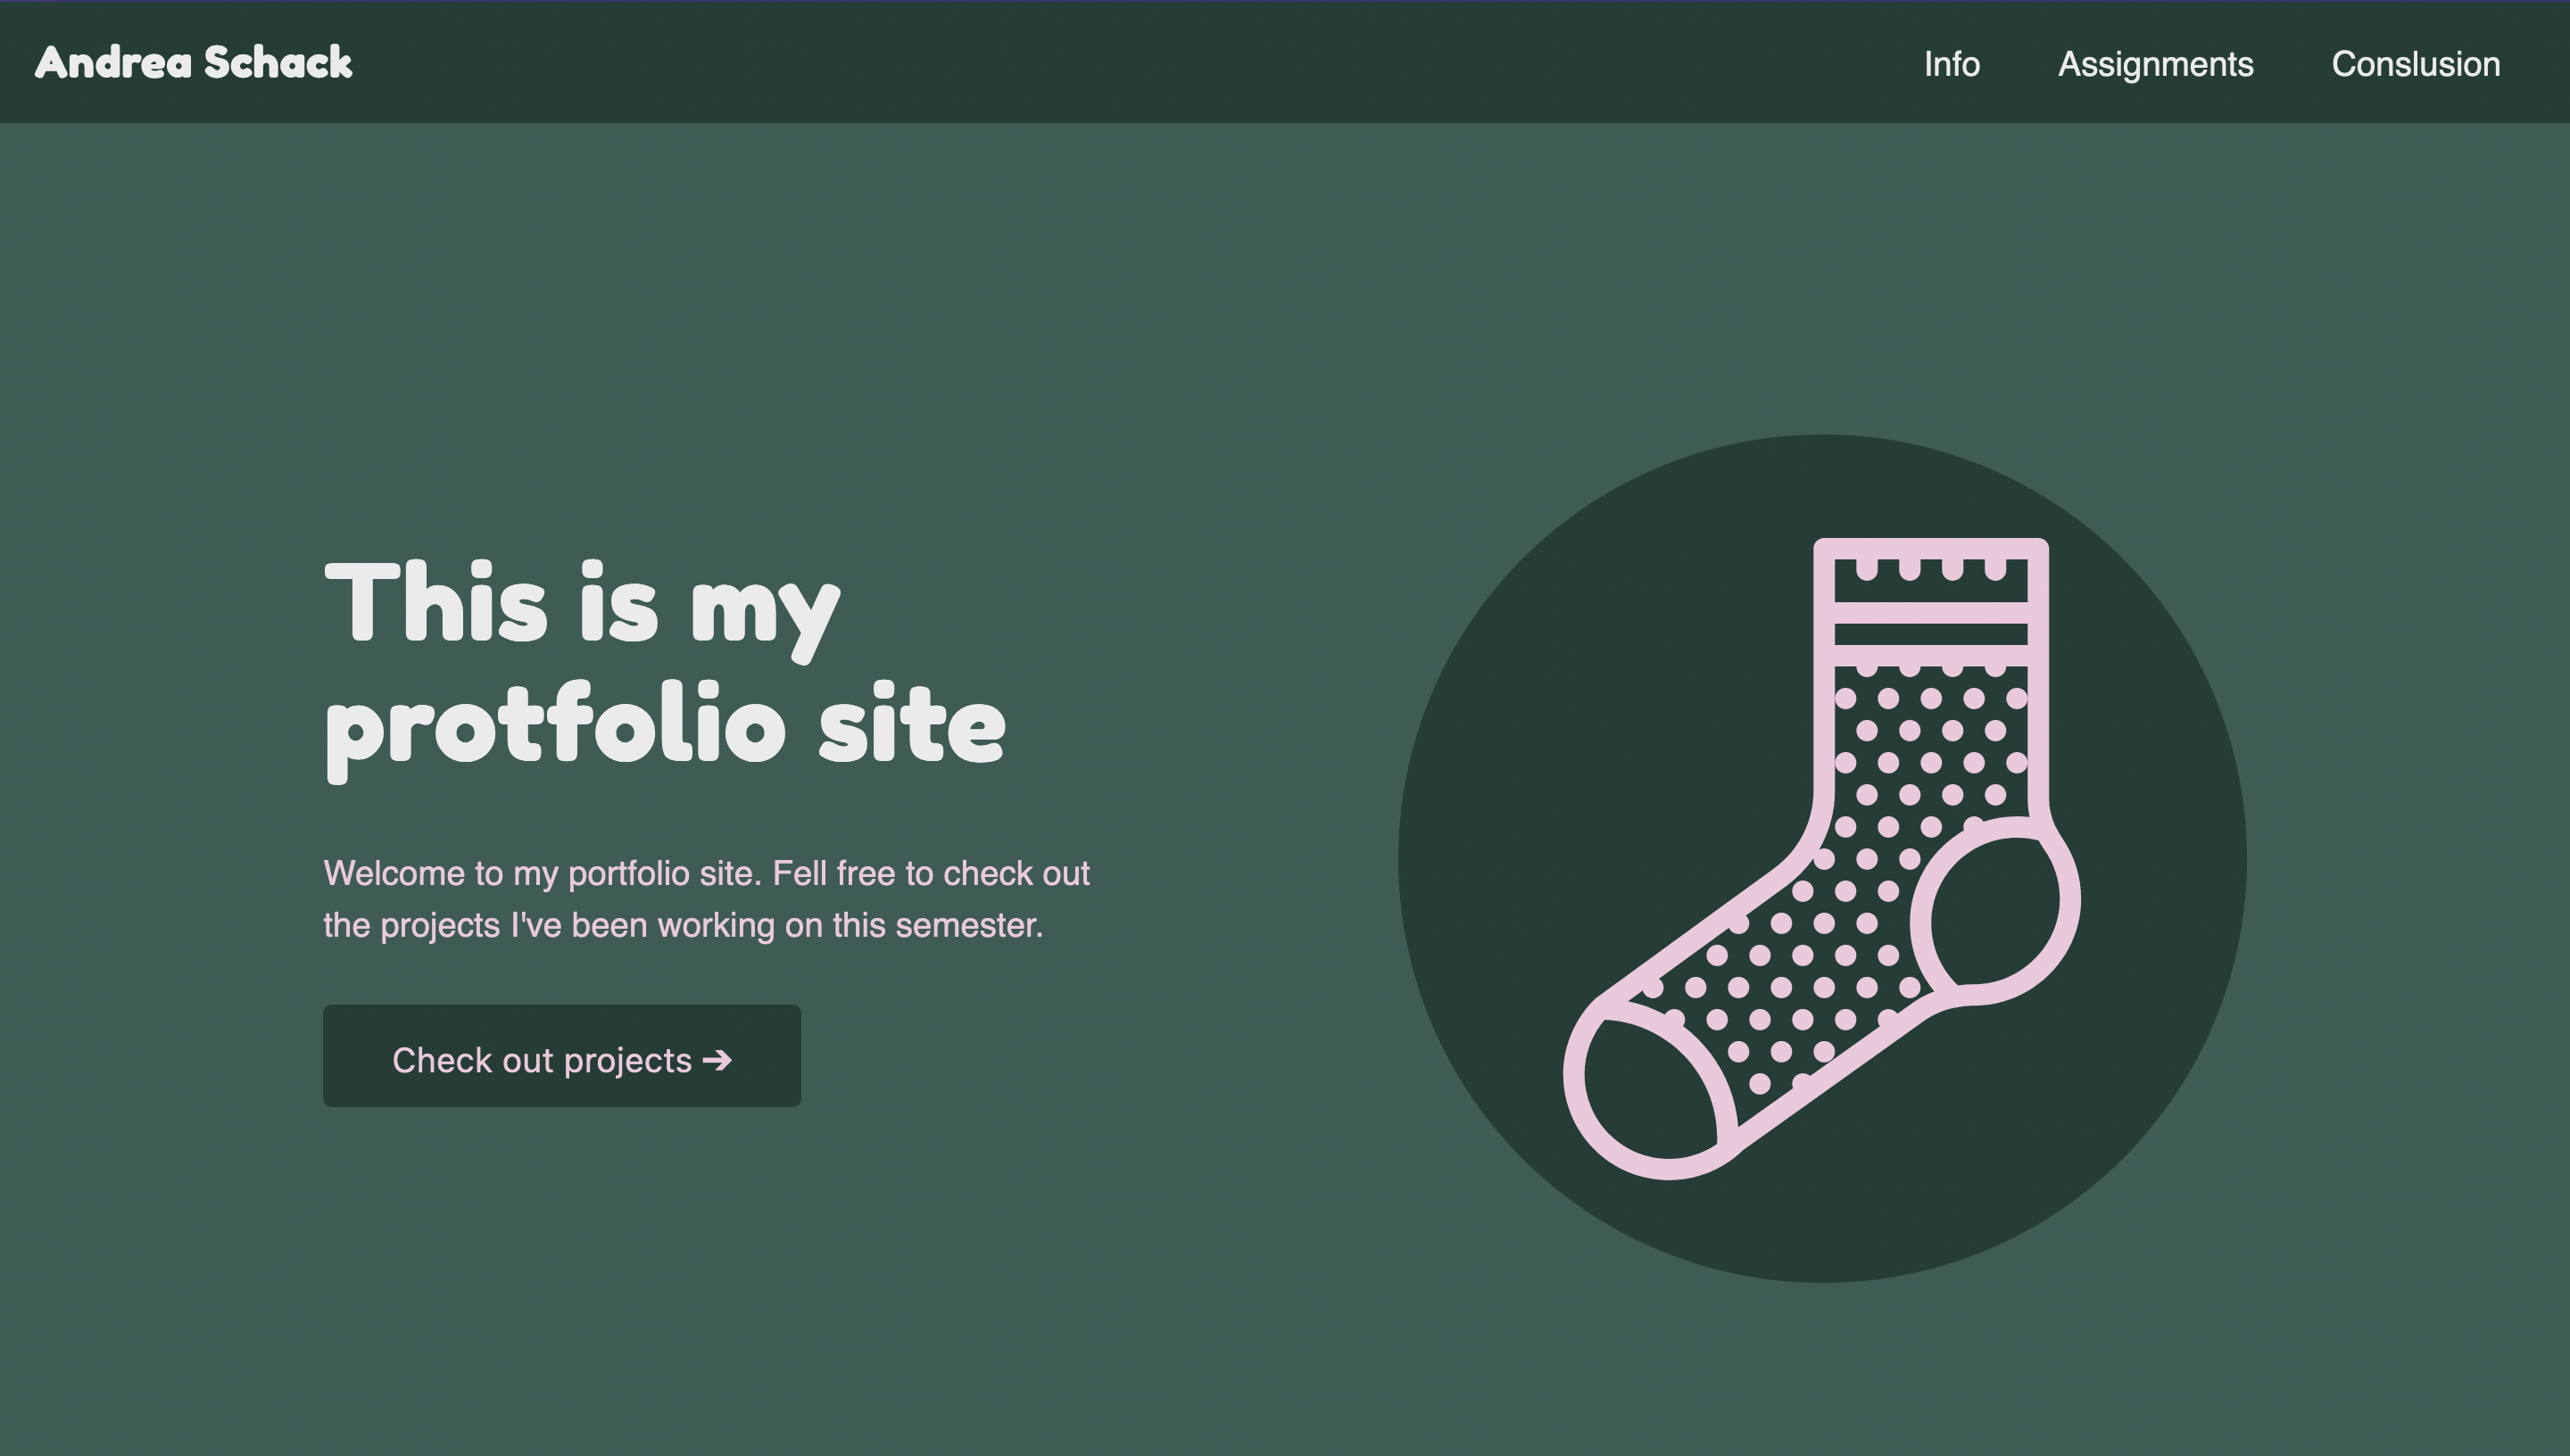 Andrea Schack
Info
Assignments
Conslusion
This is my
protfolio site
Welcome to my portfolio site. Fell free to check out
the projects I've been working on this semester.
Check out projects ➔